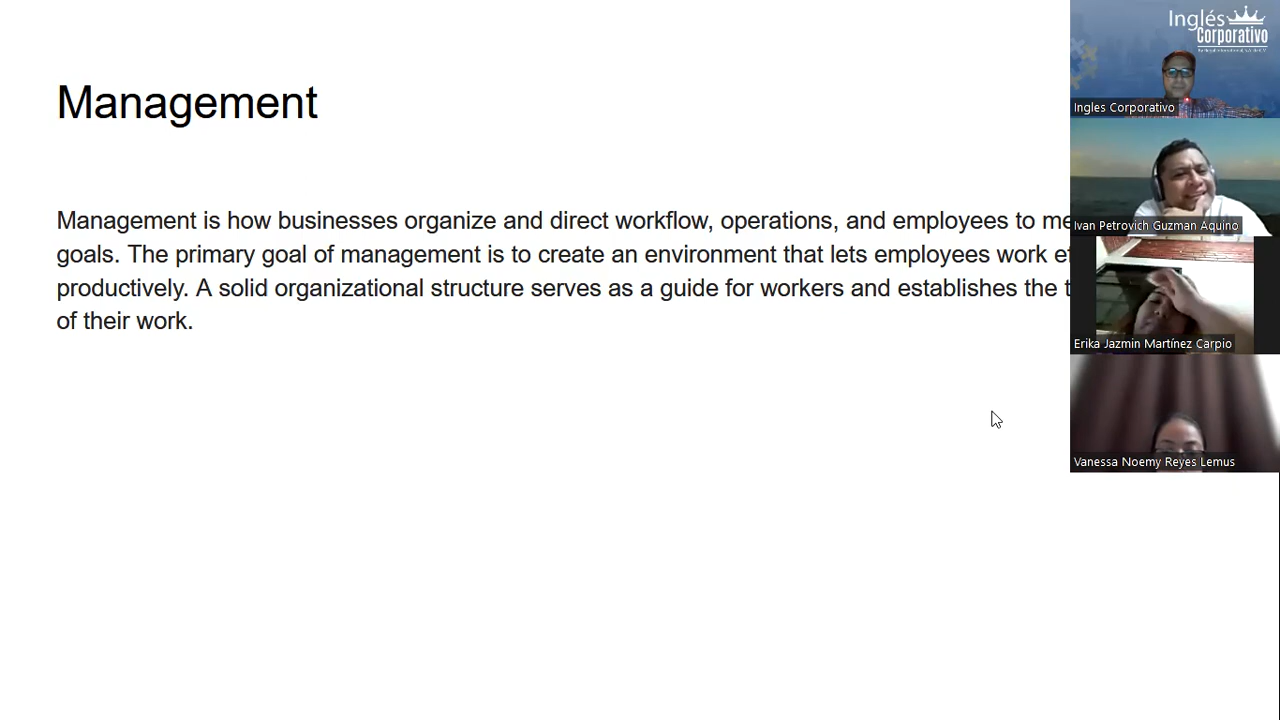 Management
Management is how businesses organize and direct workflow, operations, and employees to
goals. The primary goal of management is to create an environment that lets employees work
productively. A solid organizational structure serves as a guide for workers and establishes the
of their work.
Inglés
Corporativo
Ingles Corporativo
Ivan Petrovich Guzman Aquino
Erika Jazmin Martínez Carpio
Vanessa Noemy Reyes Lemus